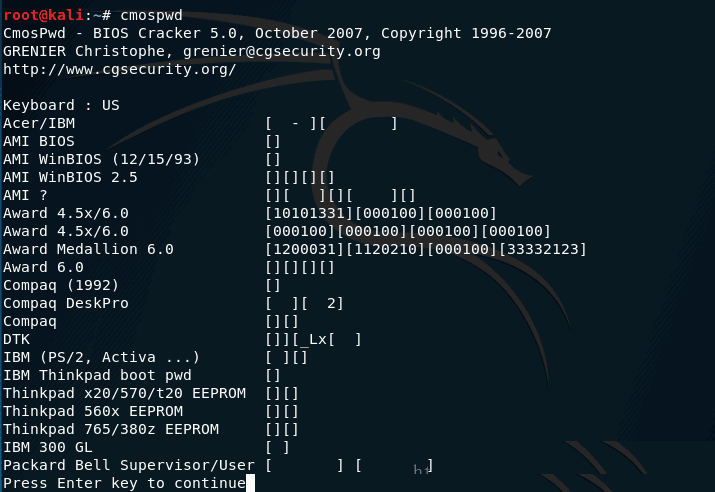 root@kali:~# cmospwd
CmosPwd - BIOS Cracker 5.0, October 2007, Copyright 1996-2007
GRENIER Christophe, grenier@cgsecurity.org
http://www.cgsecurity.org/
Keyboard : US
Acer/IBM                     [  - ][       ]
AMI BIOS                     []
AMI WinBIOS (12/15/93)       []
AMI WinBIOS 2.5              [][][][]
AMI ?                        [][   ][][    ][]
Award 4.5x/6.0               [10101331][000100][000100]
Award 4.5x/6.0               [000100][000100][000100][000100]
Award Medallion 6.0          [1200031][1120210][000100][33332123]
Award 6.0                    [][][][]
Compaq (1992)                []
Compaq DeskPro               [  ][  2]
Compaq                       [][]
DTK                          []][_Lx[  ]
IBM (PS/2, Activa ...)       [ ][]
IBM Thinkpad boot pwd        []
Thinkpad x20/570/t20 EEPROM  [][]
Thinkpad 560x EEPROM         [][]
Thinkpad 765/380z EEPROM     [][]
IBM 300 GL                   [ ]
Packard Bell Supervisor/User [       ] [       ]
Press Enter key to continue